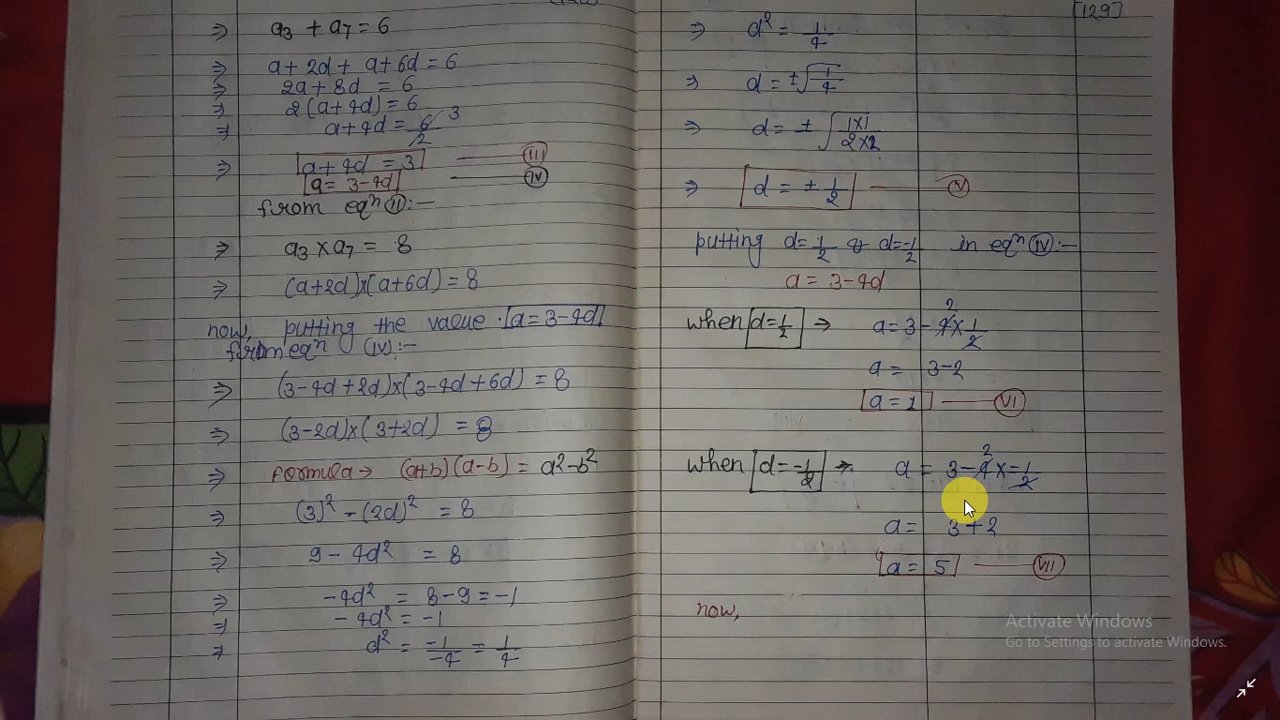 ⇒ a3 + a7 = 6
⇒ a + 2d + a + 6d = 6
⇒ 2a + 8d = 6
⇒ 2(a+4d) = 6
⇒ a + 4d = 6/2 3
⇒ a + 4d = 3 —— III
a = 3-4d —— IV
from eqn II :-
⇒ a3 × a7 = 8
⇒ (a+2d)×(a+6d) = 8
now, putting the value a = 3-4d
from eqn (IV) :-
⇒ (3-4d+2d)×(3-4d+6d) = 8
⇒ (3-2d)×(3+2d) = 8
⇒ formula → (a+b)(a-b) = a²-b²
⇒ (3)² - (2d)² = 8
⇒ 9 - 4d² = 8
⇒ -4d² = 8-9 = -1
⇒ -4d² = -1
⇒ d² = -1/-4 = 1/4
[129]
⇒ d² = 1/4
⇒ d = ±√1/4
⇒ d = ± √1×1/2×2
⇒ d = ± 1/2 —— V
putting d = 1/2 & d = -1/2 in eqn IV :-
a = 3-4d
when d = 1/2 → a = 3 - 4 2 × 1/2
a = 3-2
a = 1 —— VI
when d = -1/2 → a = 3 - 4 2 × -1/2
a = 3+2
a = 5 —— VII
now,
Activate Windows
Go to Settings to activate Windows.